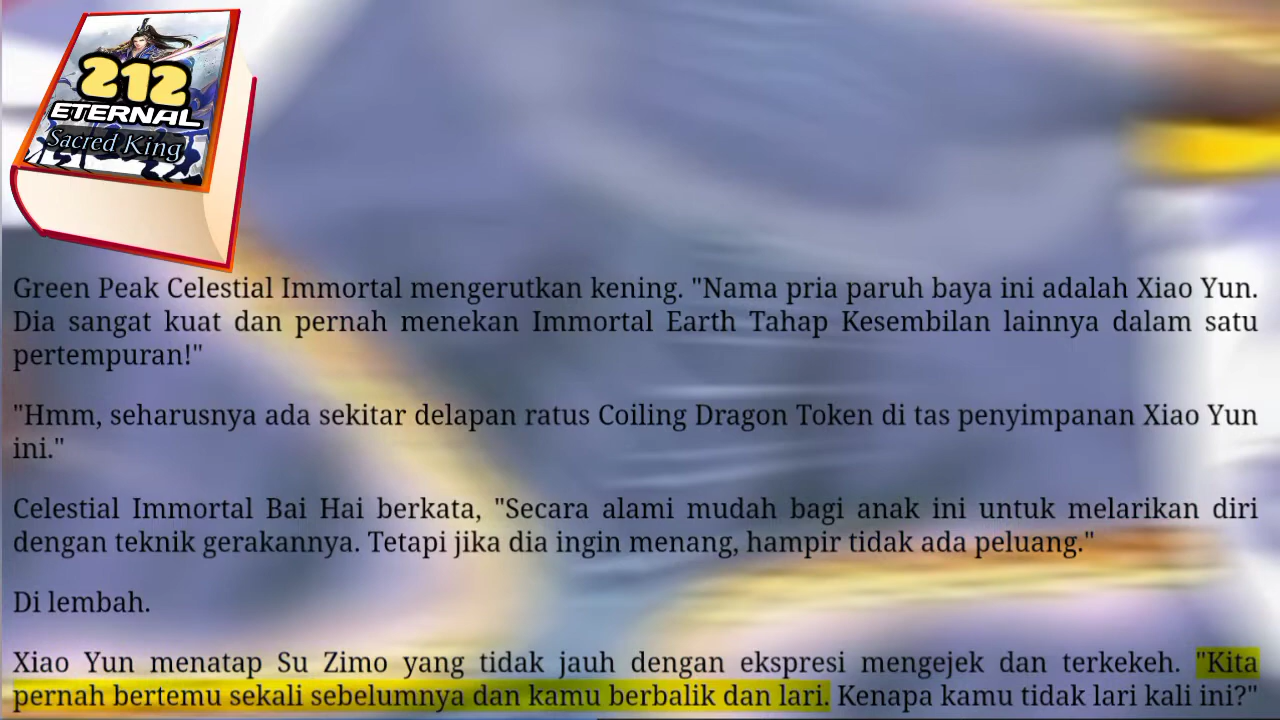 212
ETERNAL
Sacred King
Green Peak Celestial Immortal mengerutkan kening. "Nama pria paruh baya ini adalah Xiao Yun.
Dia sangat kuat dan pernah menekan Immortal Earth Tahap Kesembilan lainnya dalam satu
pertempuran!"
"Hmm, seharusnya ada sekitar delapan ratus Coiling Dragon Token di tas penyimpanan Xiao Yun
ini."
Celestial Immortal Bai Hai berkata, "Secara alami mudah bagi anak ini untuk melarikan diri
dengan teknik gerakannya. Tetapi jika dia ingin menang, hampir tidak ada peluang."
Di lembah.
Xiao Yun menatap Su Zimo yang tidak jauh dengan ekspresi mengejek dan terkekeh. "Kita
pernah bertemu sekali sebelumnya dan kamu berbalik dan lari. Kenapa kamu tidak lari kali ini?"